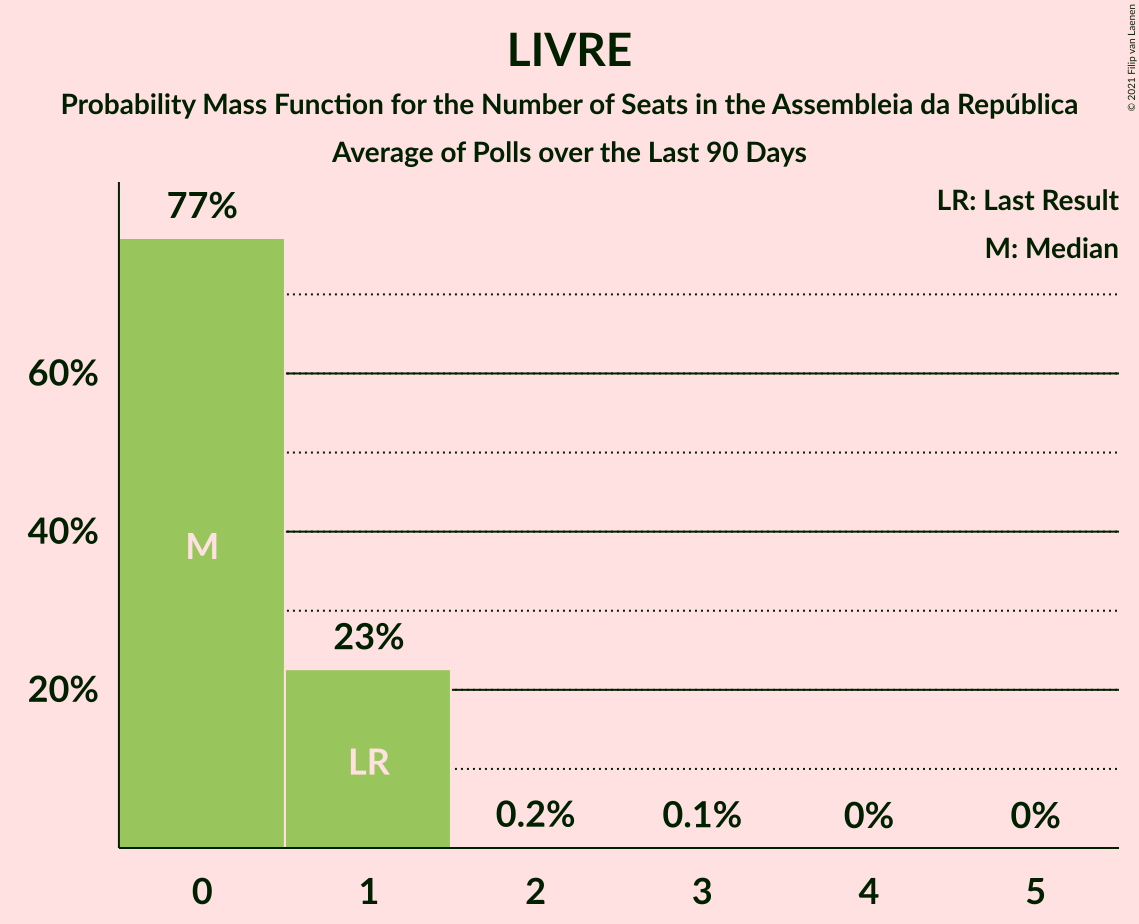 LIVRE
Probability Mass Function for the Number of Seats in the Assembleia da República
Average of Polls over the Last 90 Days
© 2021 Filip van Laenen
LR: Last Result
M: Median
77%
60%
40%
20%
M
23%
LR
0.2%
0.1%
0%
0%
0 1 2 3 4 5